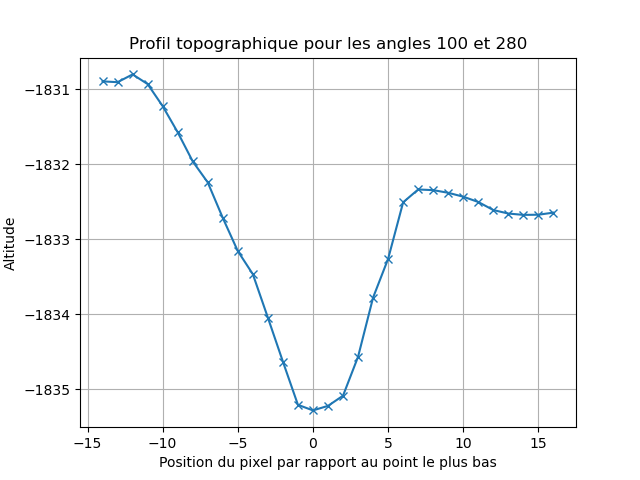 Profil topographique pour les angles 100 et 280
−1831
−1832
−1833
−1834
−1835
Altitude
−15 −10 −5 0 5 10 15
Position du pixel par rapport au point le plus bas